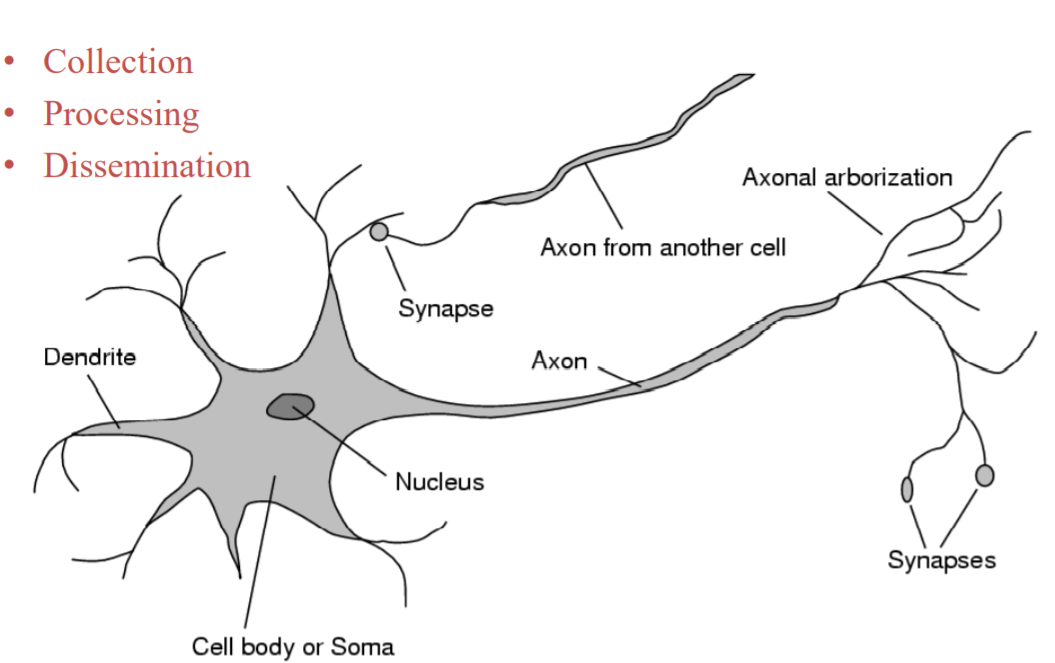 • Collection
• Processing
• Dissemination
Axonal arborization
Axon from another cell
Synapse
Dendrite
Axon
Nucleus
Synapses
Cell body or Soma